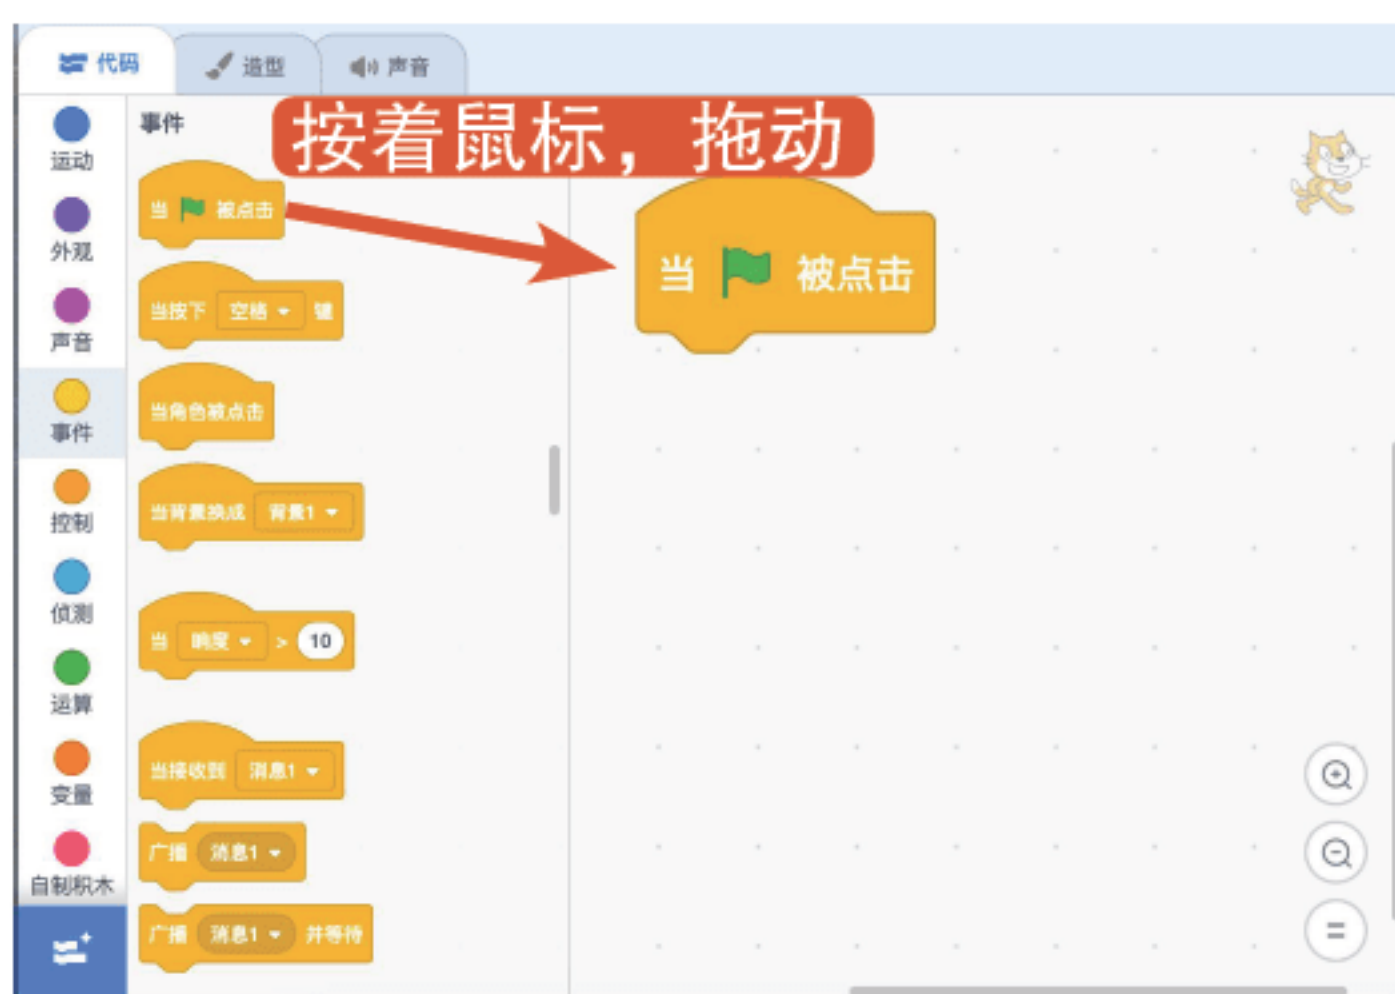 代码 造型 声音
按着鼠标，拖动
事件
运动
外观
声音
事件
控制
侦测
运算
变量
自制积木
当 被点击
当按下 空格 键
当角色被点击
当背景换成 背景1
当 响度 > 10
当接收到 消息1
广播 消息1
广播 消息1 并等待
当 被点击